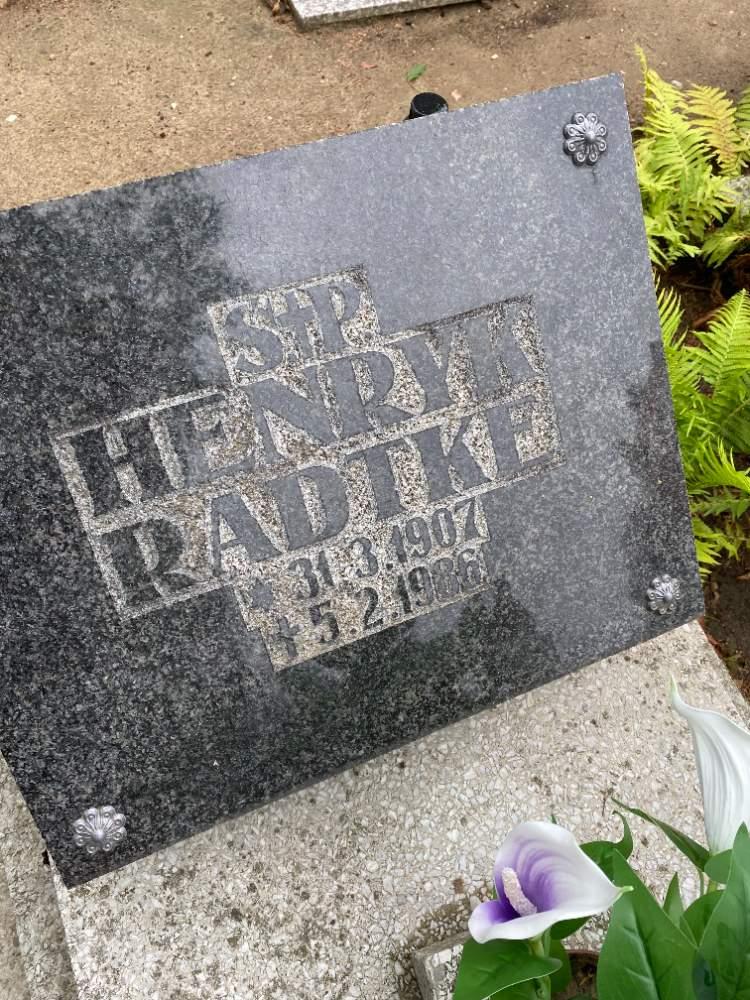 S†P
HENRYK
RADTKE
* 31.3.1907
† 5.2.1986